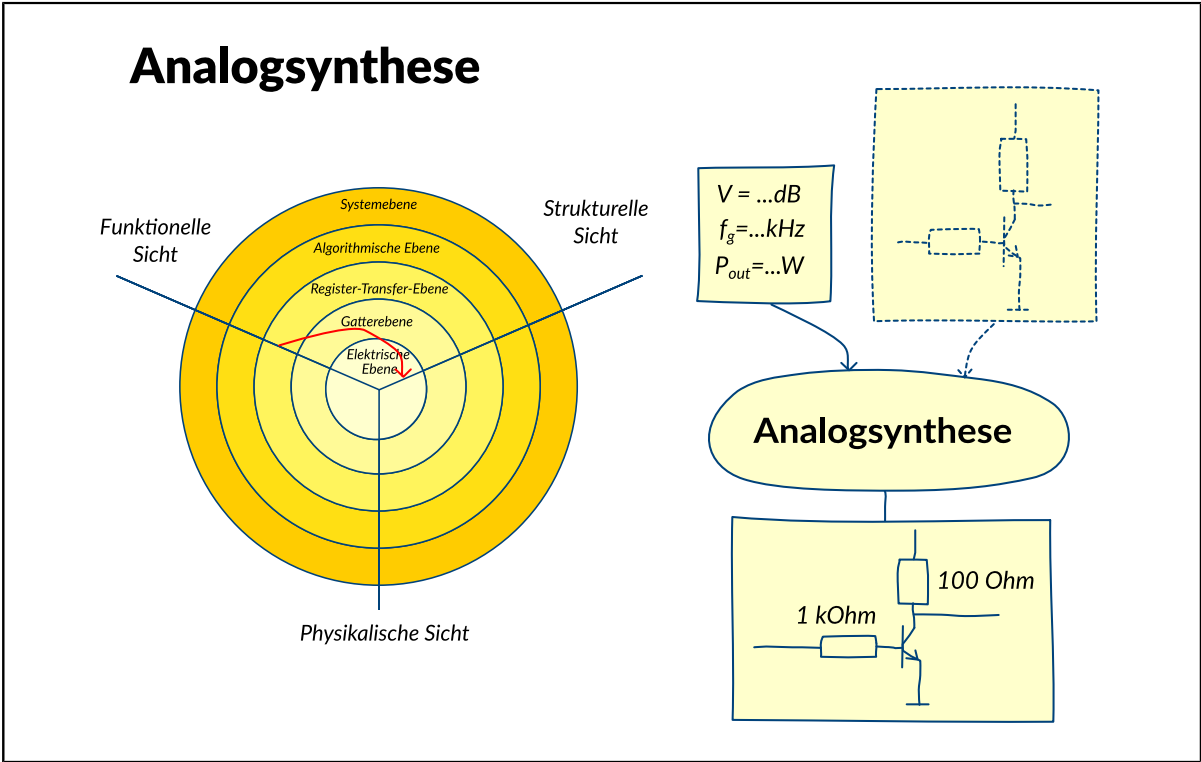 Analogsynthese
Funktionelle
Sicht
Strukturelle
Sicht
Systemebene
Algorithmische Ebene
Register-Transfer-Ebene
Gatterebene
Elektrische
Ebene
Physikalische Sicht
V = ...dB
fg=...kHz
Pout=...W
Analogsynthese
100 Ohm
1 kOhm